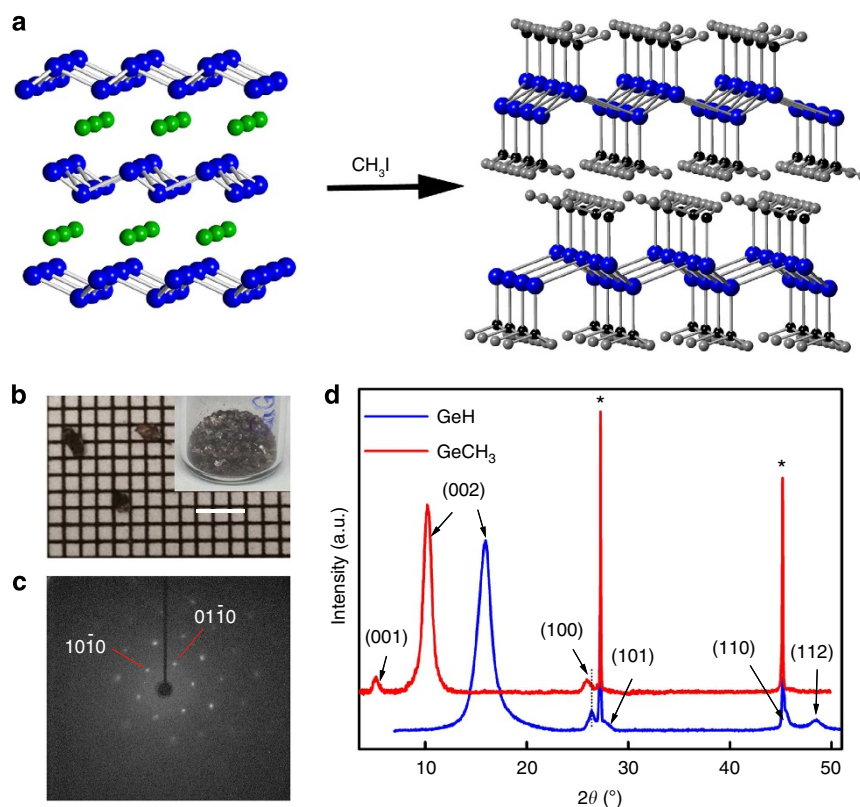 a
CH₃I
b
c
101̄0
011̄0
d
GeH
GeCH₃
*
*
(002)
(001)
(100)
(101)
(110)
(112)
Intensity (a.u.)
10
20
30
40
50
2θ (°)